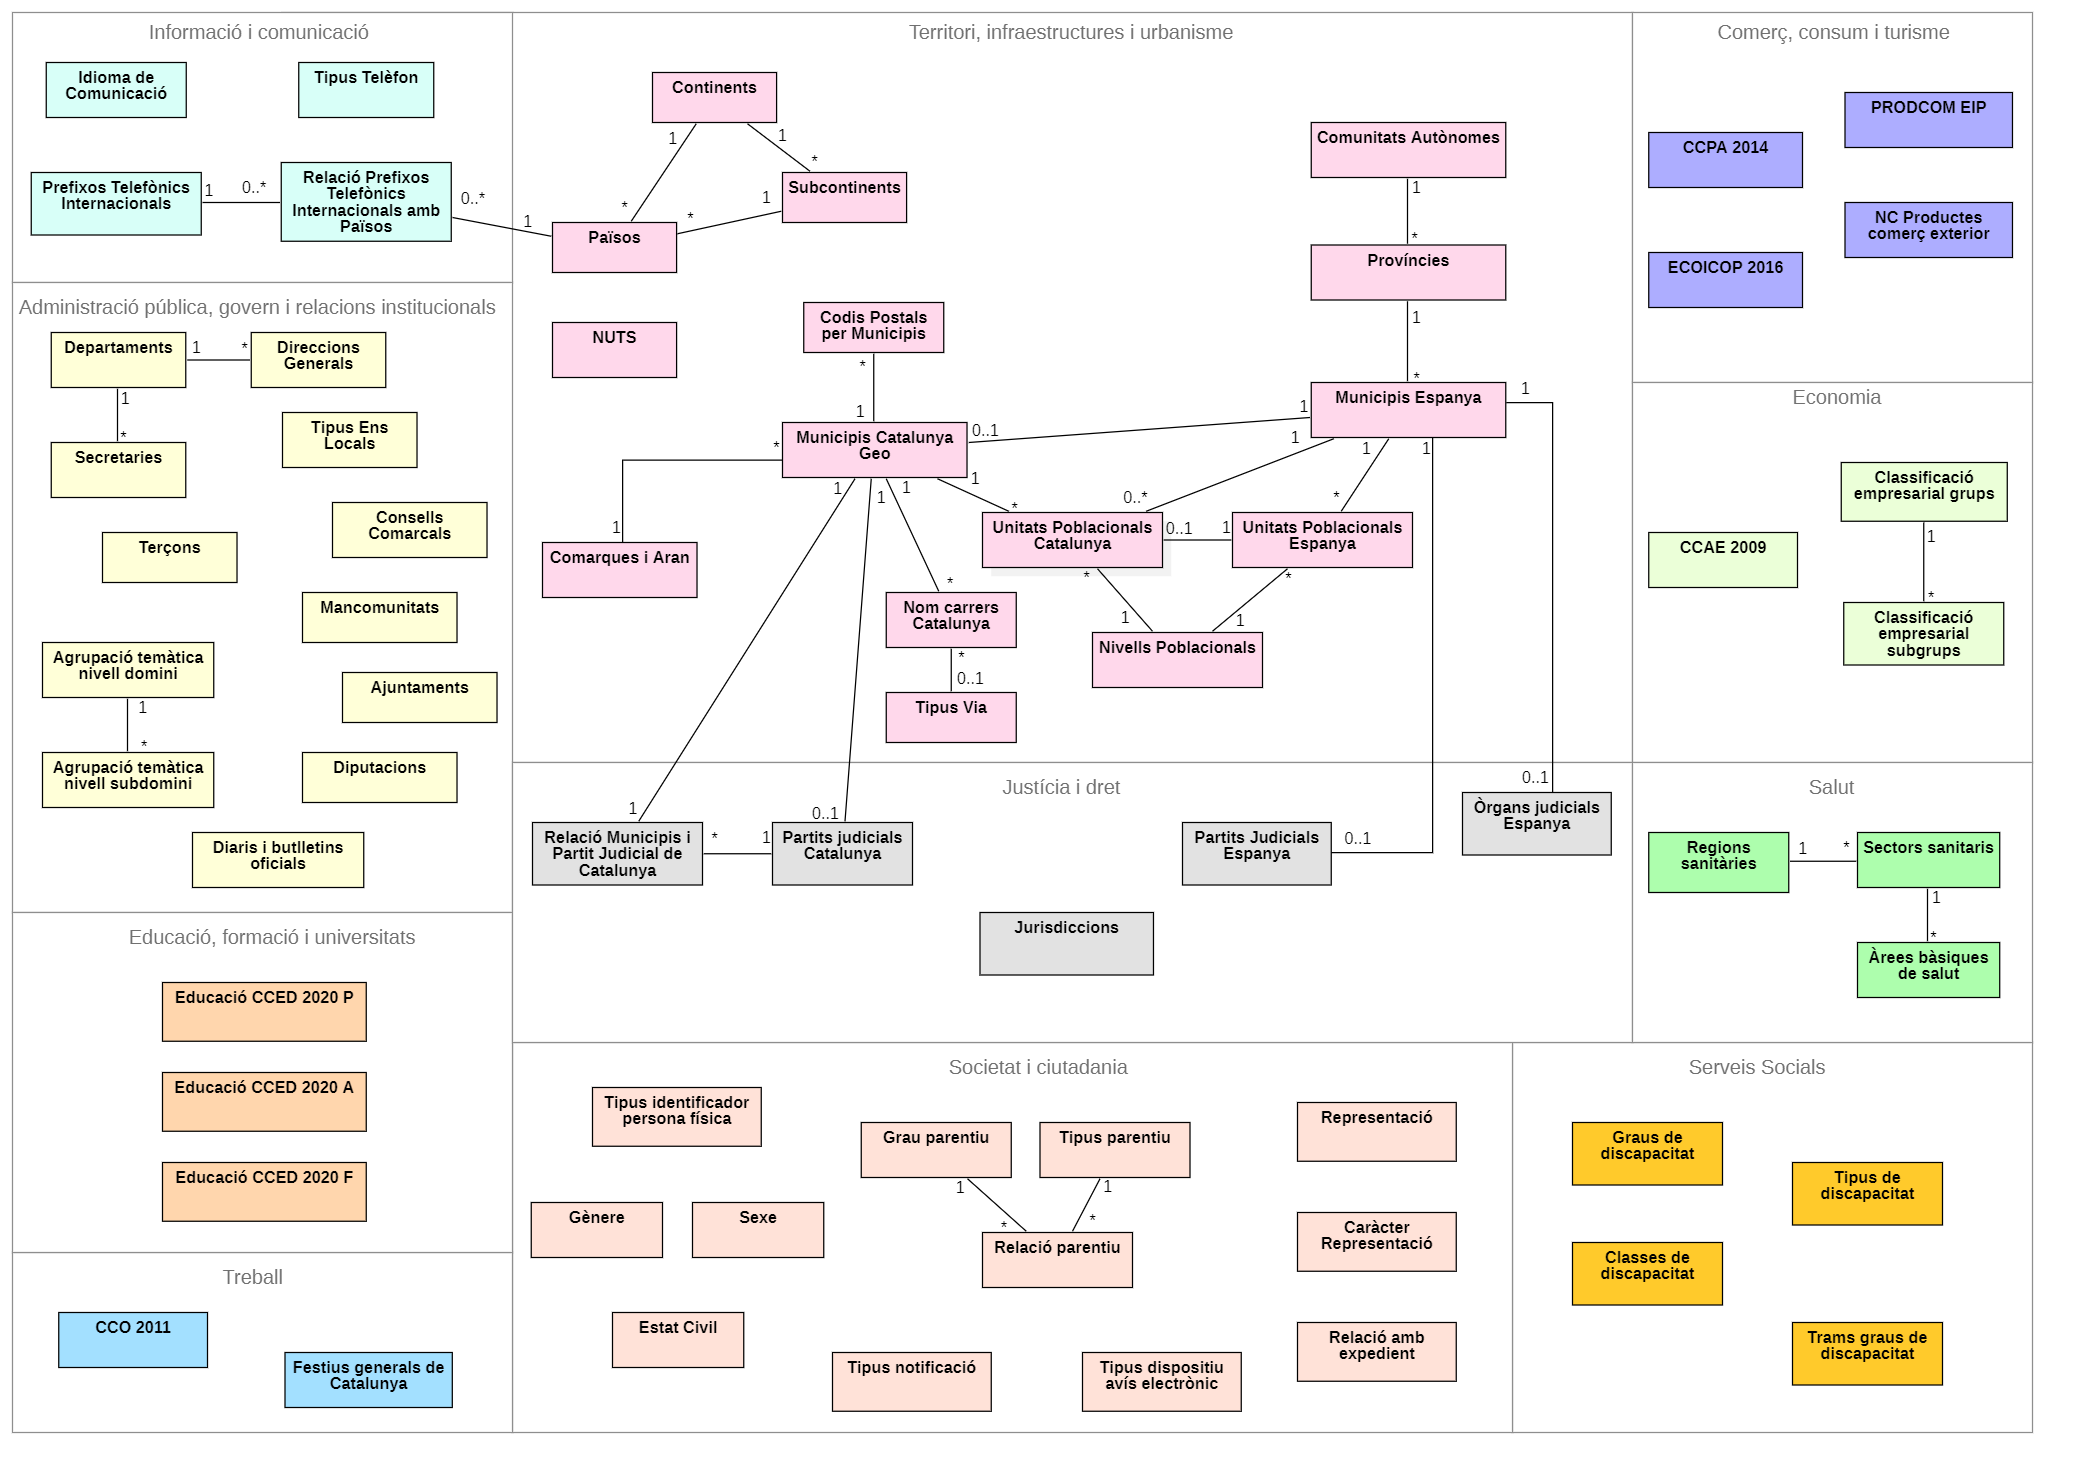 Informació i comunicació
Idioma de
Comunicació
Tipus Telèfon
Prefixos Telefònics
Internacionals
1
0..*
Relació Prefixos
Telefònics
Internacionals amb
Països
0..*
1
Administració pública, govern i relacions institucionals
Departaments
1
*
Direccions
Generals
1
*
Secretaries
Tipus Ens
Locals
Consells
Comarcals
Terçons
Mancomunitats
Agrupació temàtica
nivell domini
1
*
Ajuntaments
Agrupació temàtica
nivell subdomini
Diputacions
Diaris i butlletins
oficials
Educació, formació i universitats
Educació CCED 2020 P
Educació CCED 2020 A
Educació CCED 2020 F
Treball
CCO 2011
Festius generals de
Catalunya
Territori, infraestructures i urbanisme
Continents
1
1
*
*
Subcontinents
1
*
Països
NUTS
Comunitats Autònomes
1
*
Províncies
1
*
Codis Postals
per Municipis
*
1
Municipis Espanya
1
1
1
1
1
Municipis Catalunya
Geo
0..1
*
1
1
1
1
1
Comarques i Aran
*
0..*
*
Unitats Poblacionals
Catalunya
0..1
1
Unitats Poblacionals
Espanya
*
*
1
1
Nivells Poblacionals
*
Nom carrers
Catalunya
*
0..1
Tipus Via
Justícia i dret
1
Relació Municipis i
Partit Judicial de
Catalunya
*
1
0..1
Partits judicials
Catalunya
Partits Judicials
Espanya
0..1
0..1
Òrgans judicials
Espanya
Jurisdiccions
Societat i ciutadania
Tipus identificador
persona física
Grau parentiu
Tipus parentiu
1
1
*
*
Relació parentiu
Representació
Gènere
Sexe
Caràcter
Representació
Estat Civil
Tipus notificació
Tipus dispositiu
avís electrònic
Relació amb
expedient
Comerç, consum i turisme
PRODCOM EIP
CCPA 2014
NC Productes
comerç exterior
ECOICOP 2016
Economia
Classificació
empresarial grups
1
*
CCAE 2009
Classificació
empresarial
subgrups
Salut
Regions
sanitàries
1
*
Sectors sanitaris
1
*
Àrees bàsiques
de salut
Serveis Socials
Graus de
discapacitat
Tipus de
discapacitat
Classes de
discapacitat
Trams graus de
discapacitat